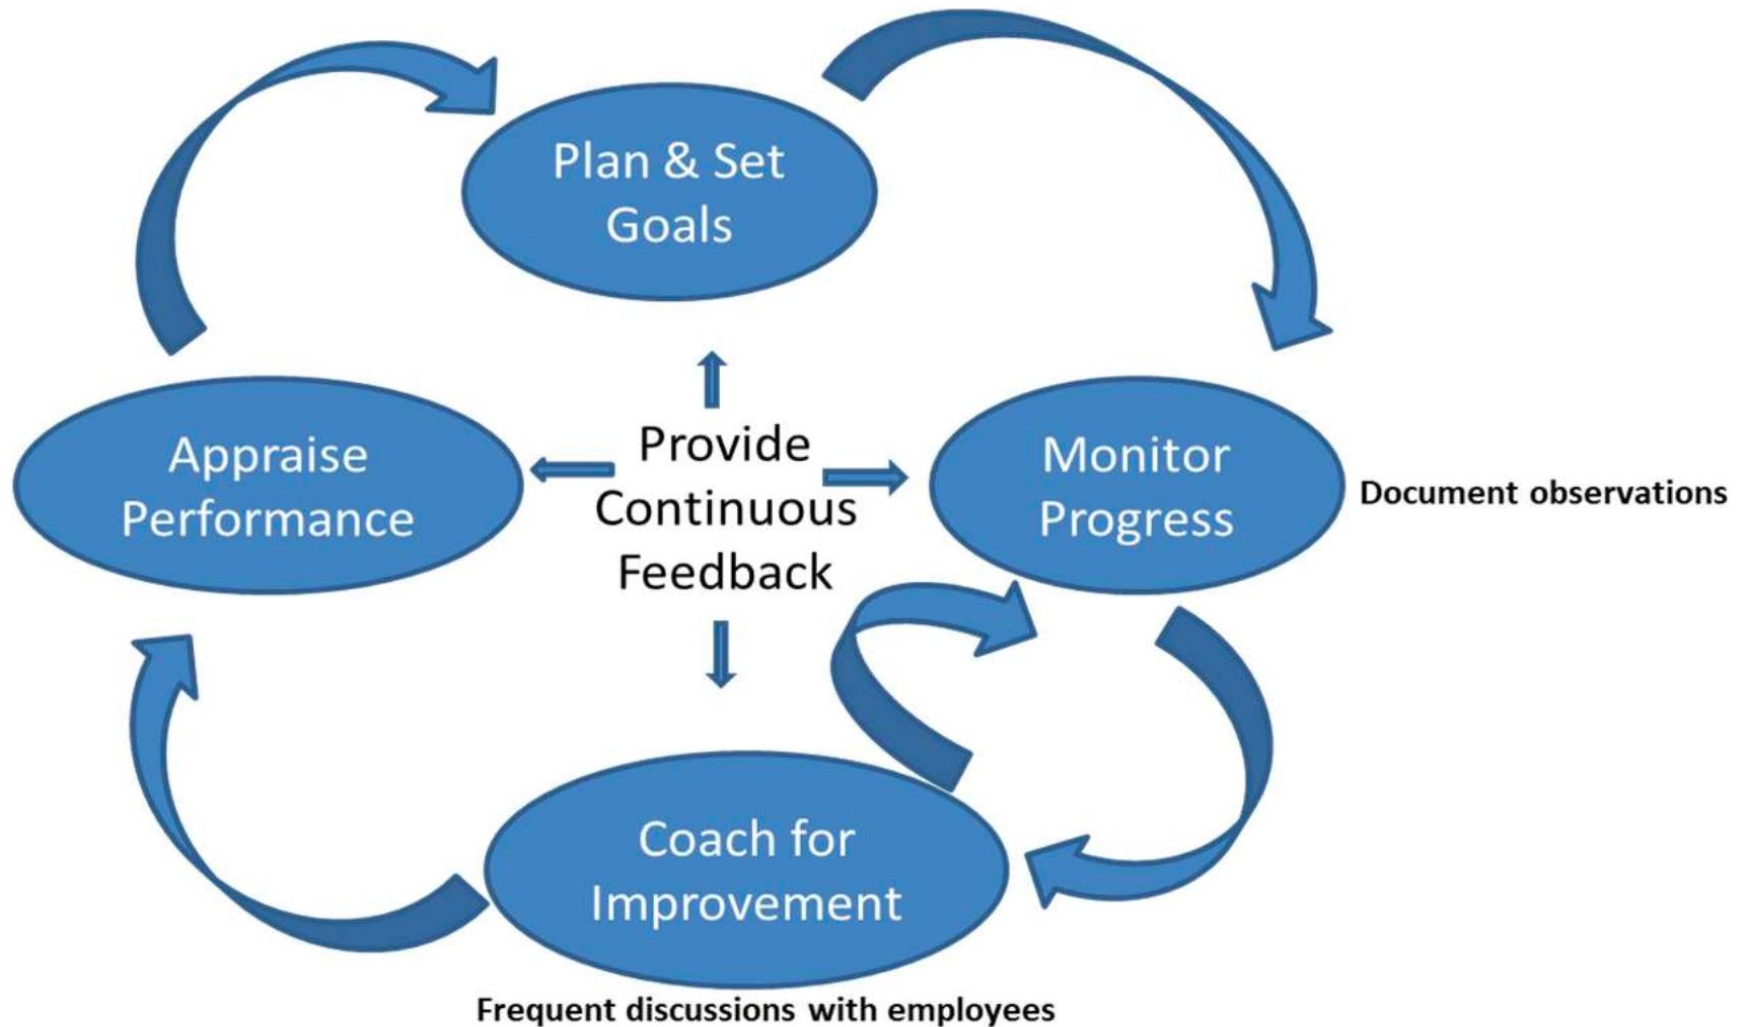 Plan & Set
Goals
Appraise
Performance
Provide
Continuous
Feedback
Monitor
Progress
Document observations
Coach for
Improvement
Frequent discussions with employees